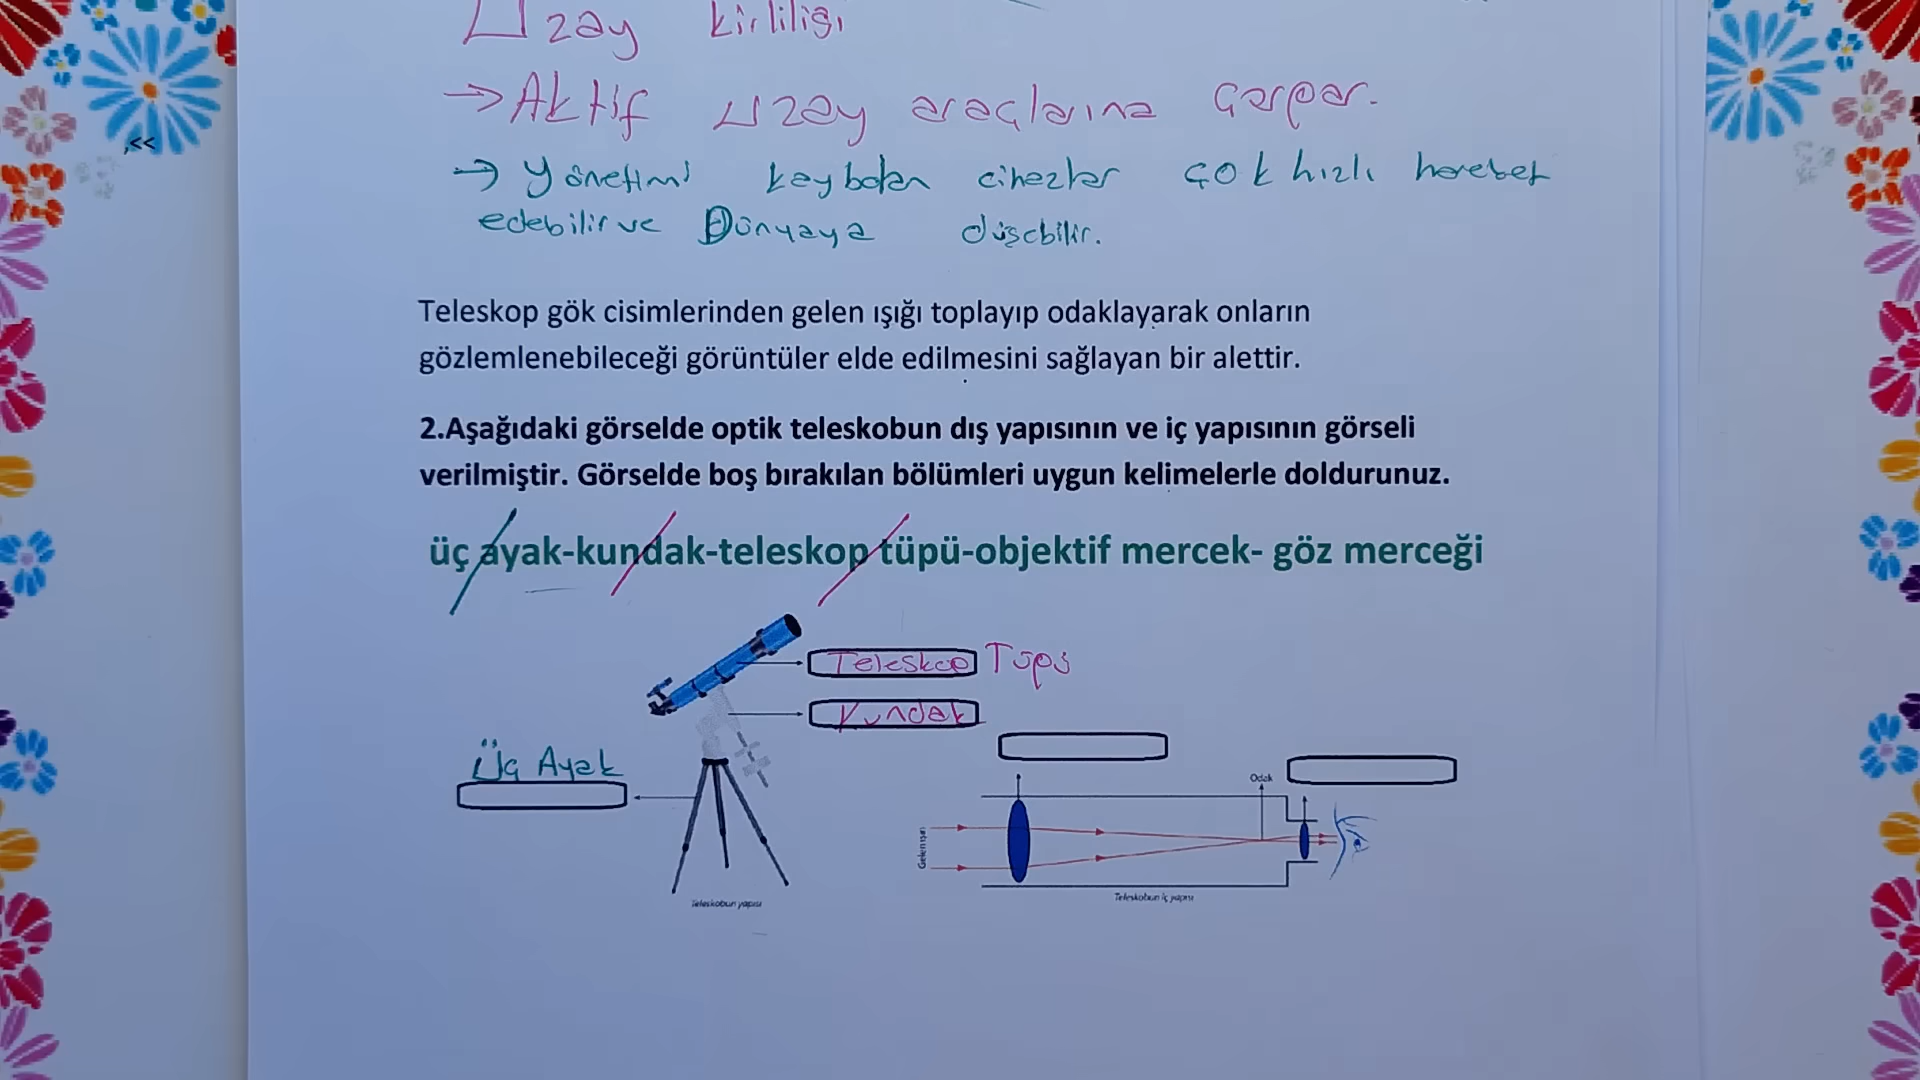 Uzay kirliliği
→ Aktif uzay araçlarına çarpar.
→ Yönetimi kaybolan cihazlar çok hızlı hareket
edebilir ve Dünyaya düşebilir.
<<
Teleskop gök cisimlerinden gelen ışığı toplayıp odaklayarak onların
gözlemlenebileceği görüntüler elde edilmesini sağlayan bir alettir.
2.Aşağıdaki görselde optik teleskobun dış yapısının ve iç yapısının görseli
verilmiştir. Görselde boş bırakılan bölümleri uygun kelimelerle doldurunuz.
üç ayak-kundak-teleskop tüpü-objektif mercek- göz merceği
Teleskop Tüpü
Kundak
Üç Ayak
Odak
Gelen ışın
Teleskobun yapısı
Teleskobun iç yapısı